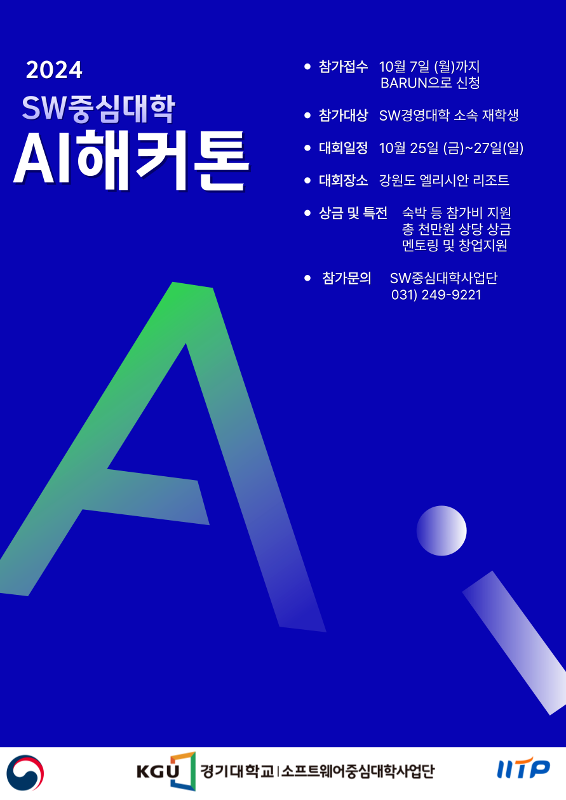 2024
SW중심대학
AI해커톤
참가접수 10월 7일 (월)까지
BARUN으로 신청
참가대상 SW경영대학 소속 재학생
대회일정 10월 25일 (금)~27일(일)
대회장소 강원도 엘리시안 리조트
상금 및 특전 숙박 등 참가비 지원
총 천만원 상당 상금
멘토링 및 창업지원
참가문의 SW중심대학사업단
031) 249-9221
KGU 경기대학교 | 소프트웨어중심대학사업단
IITP